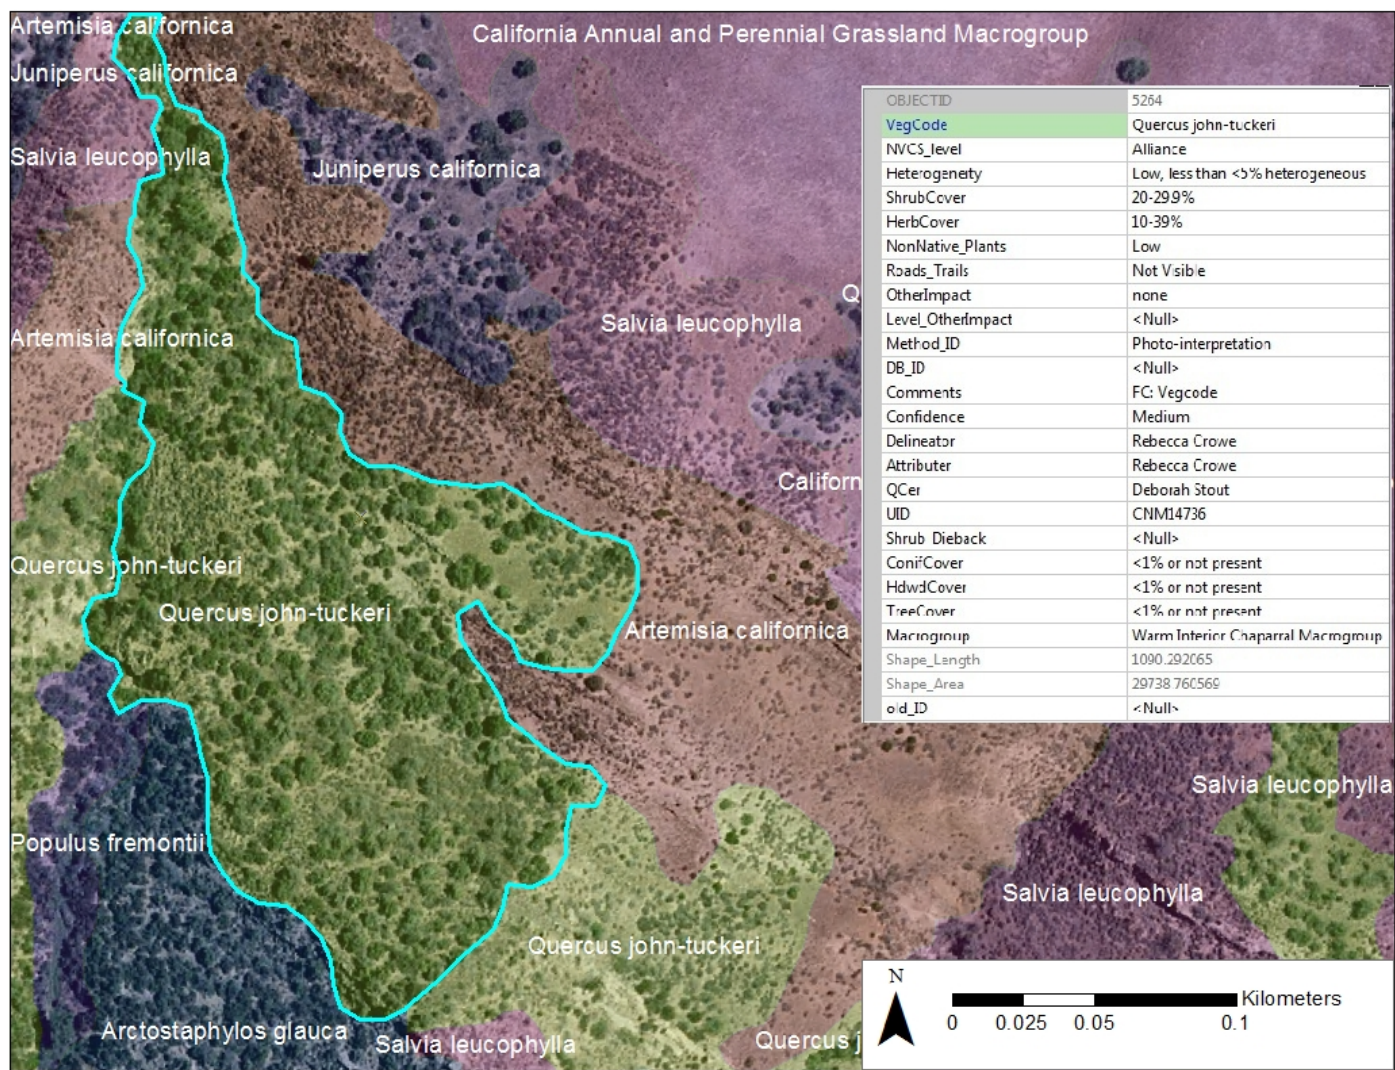 Artemisia californica
California Annual and Perennial Grassland Macrogroup
Juniperus californica
Salvia leucophylla
Juniperus californica
Salvia leucophylla
Q
Artemisia californica
Californ
Quercus john-tuckeri
Quercus john-tuckeri
Artemisia californica
Populus fremontii
Salvia leucophylla
Salvia leucophylla
Quercus john-tuckeri
Arctostaphylos glauca
Salvia leucophylla
Quercus j
OBJECTID 5264
VegCode Quercus john-tuckeri
NVCS_level Alliance
Heterogeneity Low, less than <5% heterogeneous
ShrubCover 20-29.9%
HerbCover 10-39%
NonNative_Plants Low
Roads_Trails Not Visible
OtherImpact none
Level_OtherImpact <Null>
Method_ID Photo-interpretation
DB_ID <Null>
Comments FC: Vegcode
Confidence Medium
Delineator Rebecca Crowe
Attributer Rebecca Crowe
QCer Deborah Stout
UID CNM14736
Shrub_Dieback <Null>
ConifCover <1% or not present
HdwdCover <1% or not present
TreeCover <1% or not present
Macrogroup Warm Interior Chaparral Macrogroup
Shape_Length 1090.292065
Shape_Area 29738.760569
old_ID <Null>
N
Kilometers
0 0.025 0.05 0.1